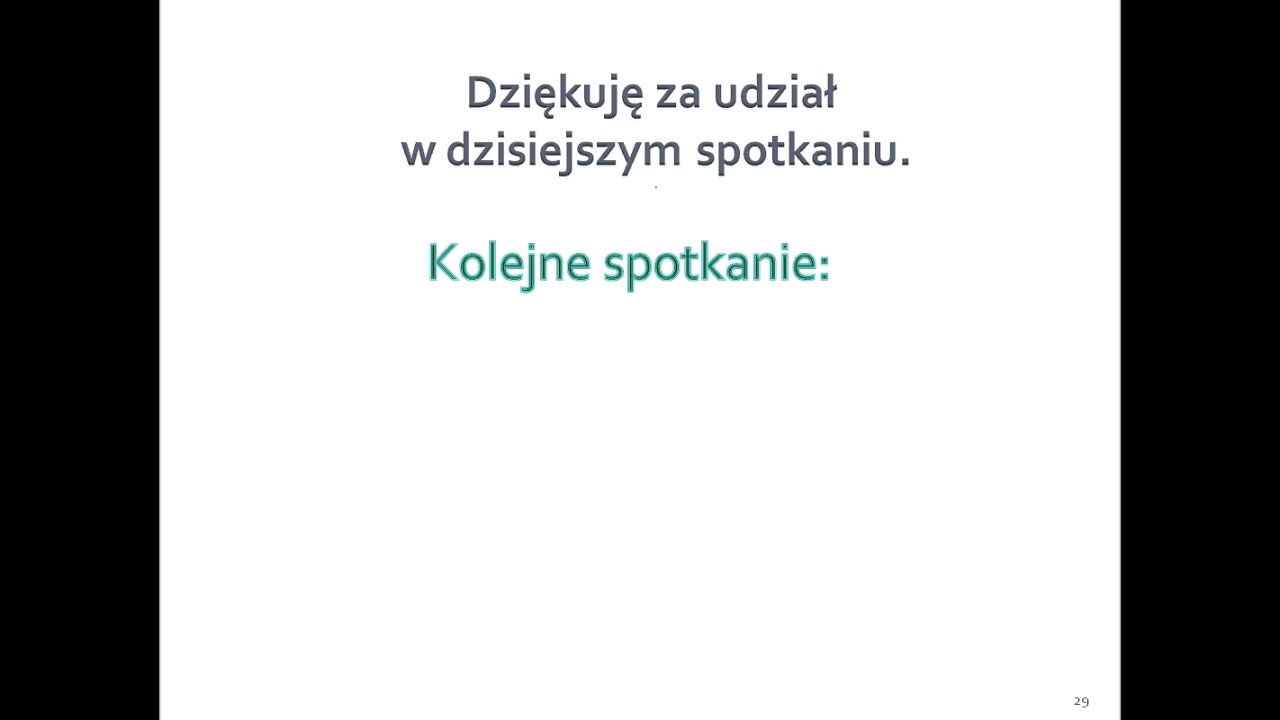 Dziękuję za udział
w dzisiejszym spotkaniu.
.
Kolejne spotkanie:
29